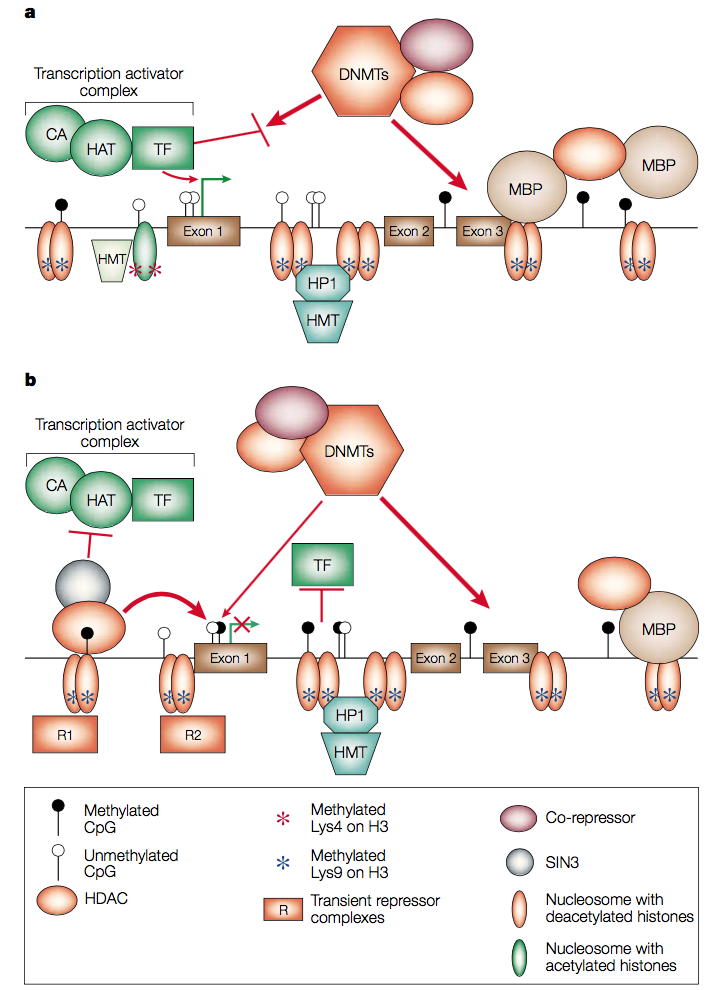 a
Transcription activator
complex
CA
HAT
TF
DNMTs
MBP
MBP
HMT
Exon 1
HP1
HMT
Exon 2
Exon 3
b
Transcription activator
complex
CA
HAT
TF
DNMTs
TF
MBP
Exon 1
Exon 2
Exon 3
R1
R2
HP1
HMT
Methylated
CpG
Unmethylated
CpG
HDAC
Methylated
Lys4 on H3
Methylated
Lys9 on H3
R
Transient repressor
complexes
Co-repressor
SIN3
Nucleosome with
deacetylated histones
Nucleosome with
acetylated histones